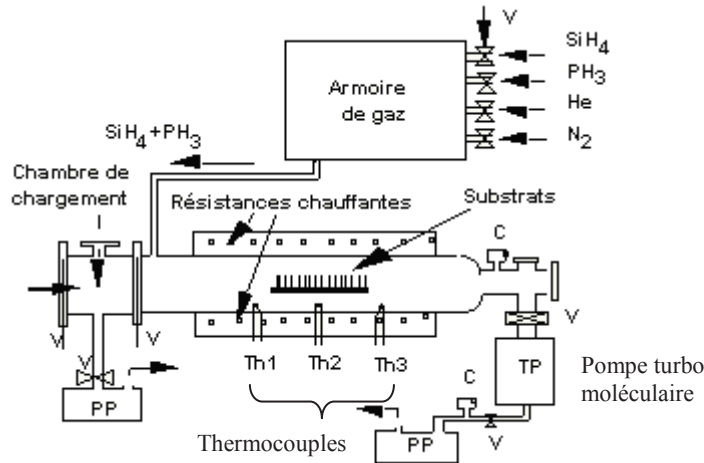 V
SiH4
PH3
He
N2
Armoire
de gaz
SiH4+PH3
Chambre de
chargement
Résistances chauffantes
Substrats
C
V
V
V
V
Th1
Th2
Th3
C
TP
Pompe turbo
moléculaire
PP
Thermocouples
PP
V